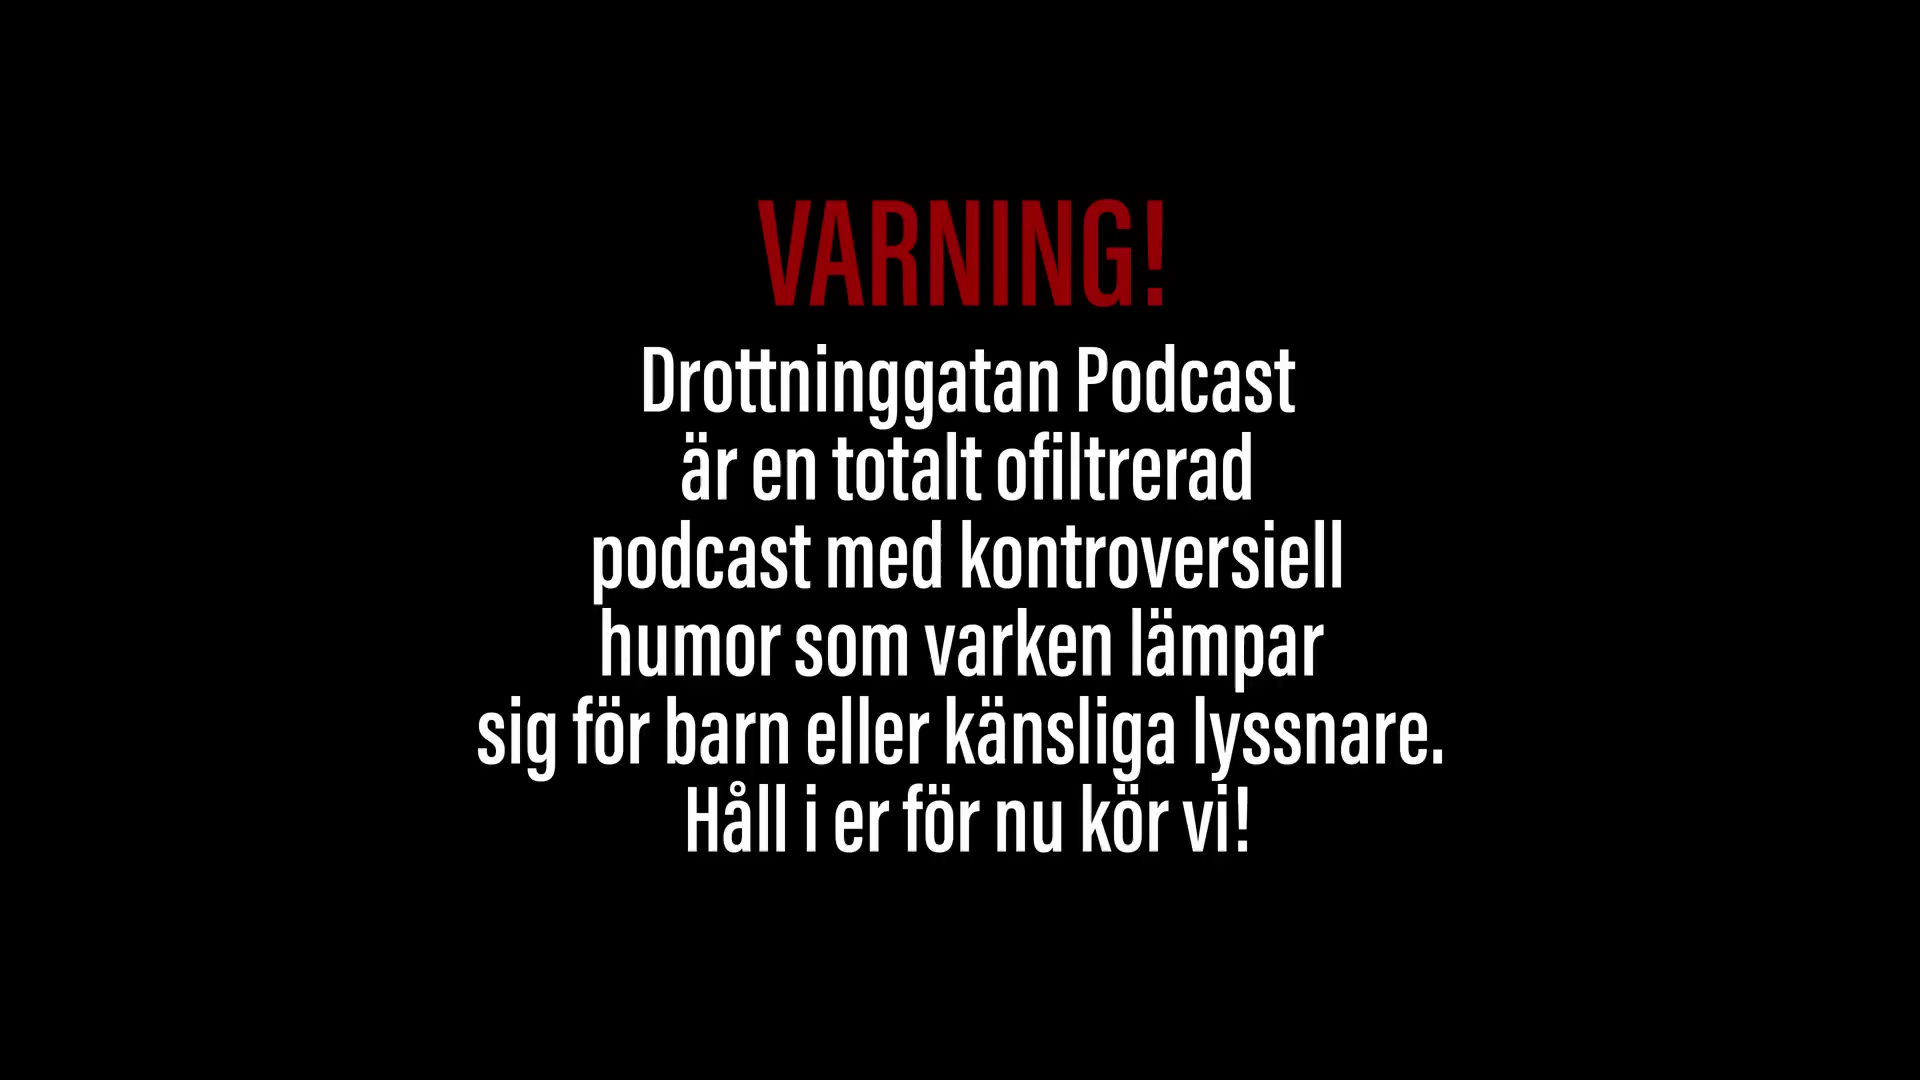 VARNING!
Drottninggatan Podcast
är en totalt ofiltrerad
podcast med kontroversiell
humor som varken lämpar
sig för barn eller känsliga lyssnare.
Håll i er för nu kör vi!